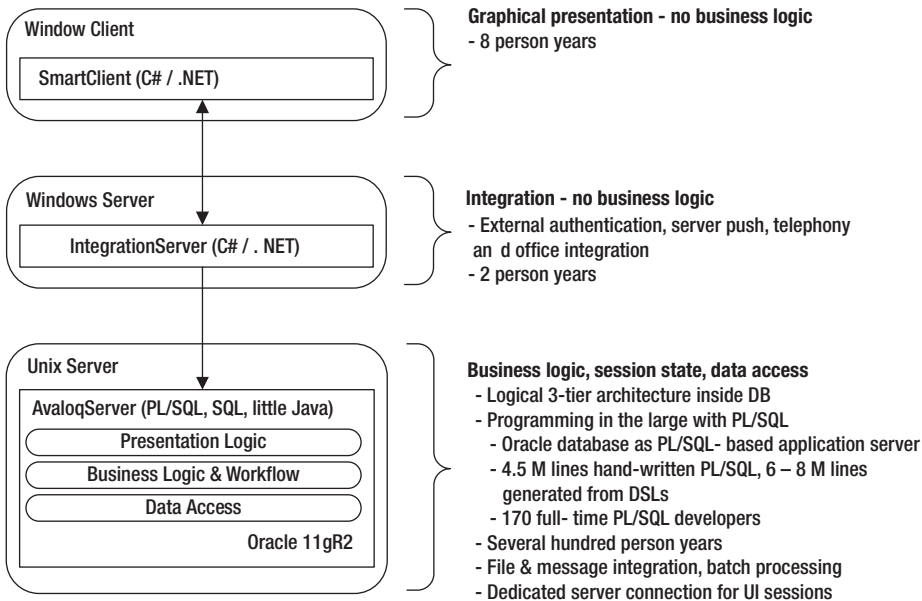 Window Client
SmartClient (C# / .NET)
Graphical presentation - no business logic
- 8 person years
Windows Server
IntegrationServer (C# / . NET)
Integration - no business logic
- External authentication, server push, telephony
an d office integration
- 2 person years
Unix Server
AvaloqServer (PL/SQL, SQL, little Java)
Presentation Logic
Business Logic & Workflow
Data Access
Oracle 11gR2
Business logic, session state, data access
- Logical 3-tier architecture inside DB
- Programming in the large with PL/SQL
- Oracle database as PL/SQL- based application server
- 4.5 M lines hand-written PL/SQL, 6 – 8 M lines
generated from DSLs
- 170 full- time PL/SQL developers
- Several hundred person years
- File & message integration, batch processing
- Dedicated server connection for UI sessions